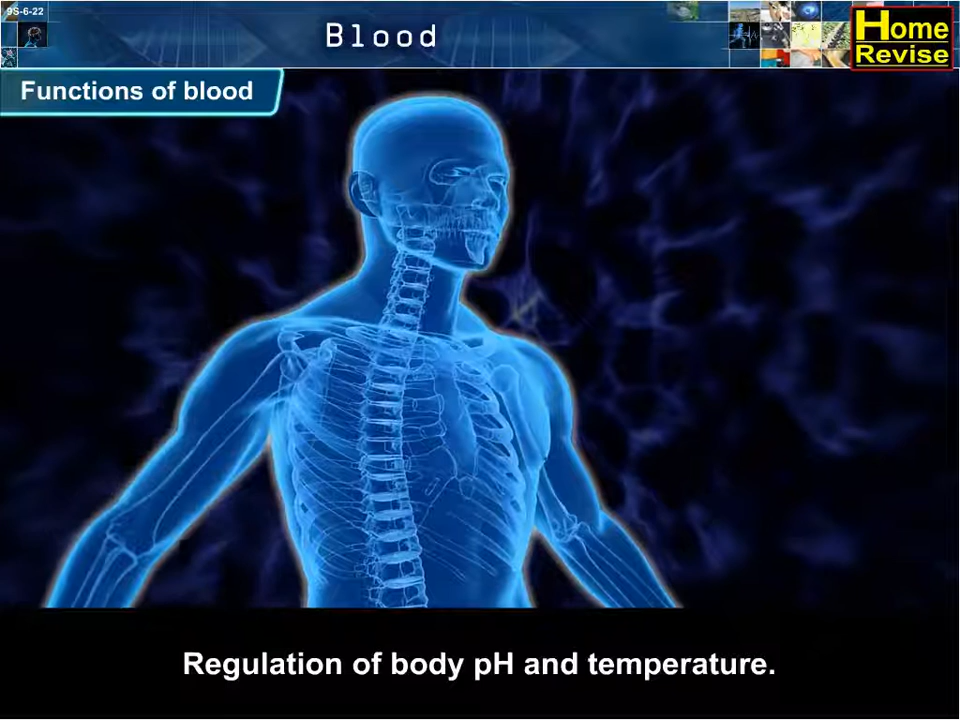 9S-6-22
Blood
Home
Revise
Functions of blood
Regulation of body pH and temperature.